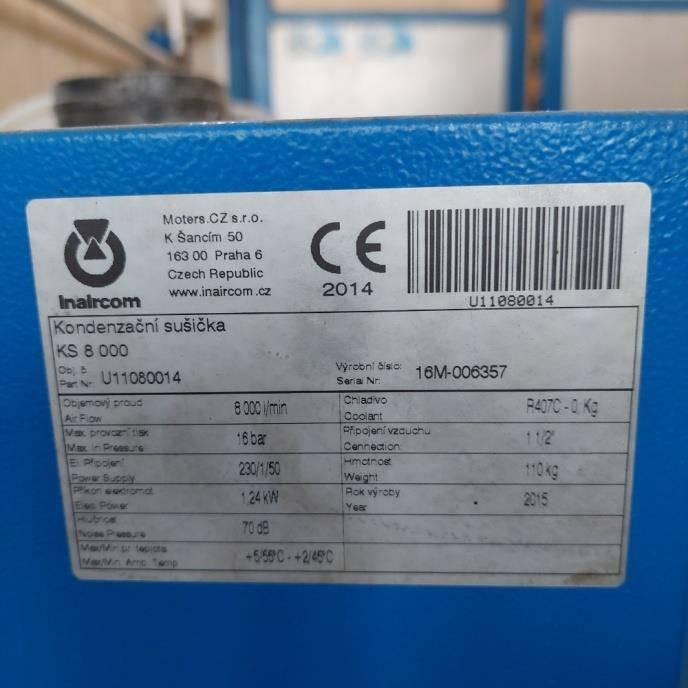 Inaircom
Moters.CZ s.r.o.
K Šancím 50
163 00 Praha 6
Czech Republic
www.inaircom.cz
CE
2014
U11080014
Kondenzační sušička
KS 8 000
Obj. č.
Part Nr: U11080014
Výrobní číslo:
Serial Nr: 16M-006357
Objemový proud
Air Flow 8 000 l/min
Chladivo
Coolant R407C - 0 Kg
Max. provozní tlak
Max. In Pressure 16 bar
Připojení vzduchu
Connection 1 1/2"
El. Připojení
Power Supply 230/1/50
Hmotnost
Weight 110 kg
Příkon elektromot.
Elec. Power 1,24 kW
Rok výroby
Year 2015
Hlučnost
Noise Pressure 70 dB
Max/Min pr. teplota
Max/Min. Amb. Temp +5/55°C - +2/45°C